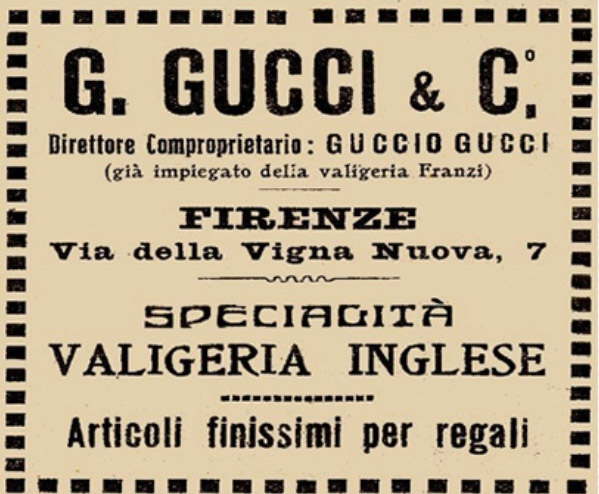 G. GUCCI & Cº.
Direttore Comproprietario: GUCCIO GUCCI
(già impiegato della valigeria Franzi)
FIRENZE
Via della Vigna Nuova, 7
SPECIALITÀ
VALIGERIA INGLESE
Articoli finissimi per regali